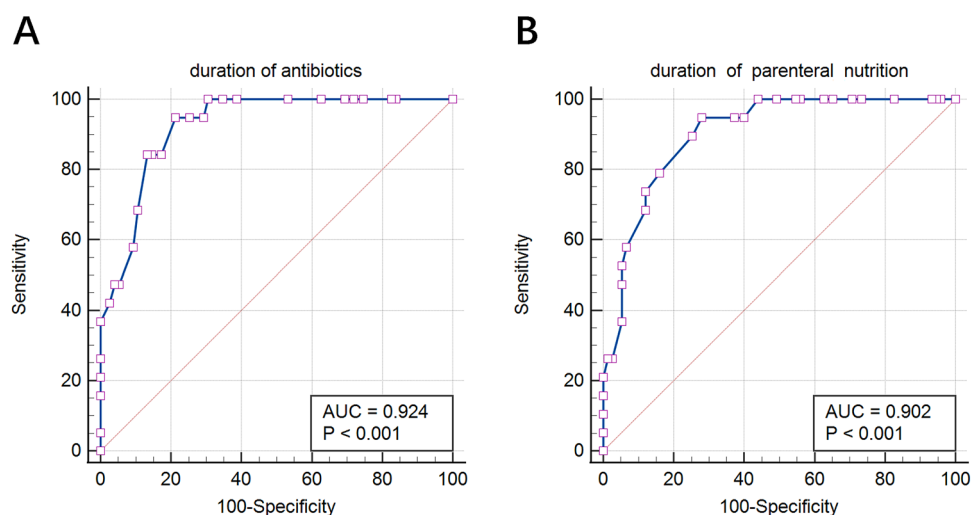 A
duration of antibiotics
100
80
60
40
20
0
Sensitivity
AUC = 0.924
P < 0.001
0 20 40 60 80 100
100-Specificity
B
duration of parenteral nutrition
100
80
60
40
20
0
Sensitivity
AUC = 0.902
P < 0.001
0 20 40 60 80 100
100-Specificity